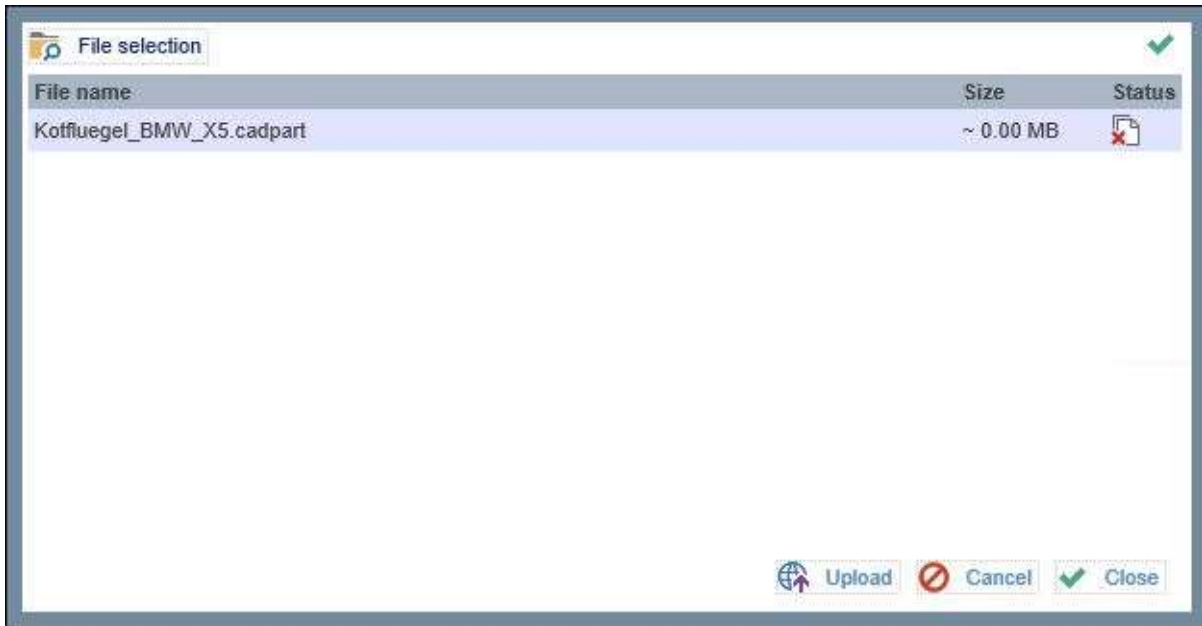 File selection
File name Size Status
Kotfluegel_BMW_X5.cadpart ~ 0.00 MB
Upload Cancel Close